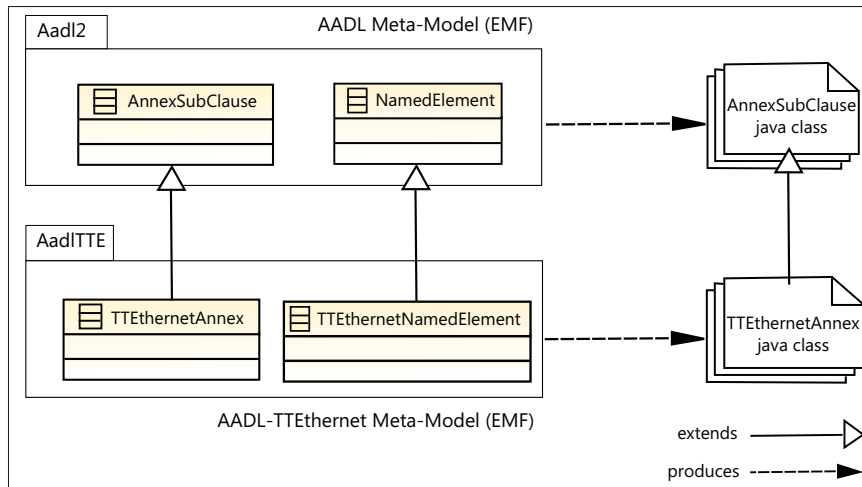 Aadl2
AADL Meta-Model (EMF)
AnnexSubClause
NamedElement
AnnexSubClause
java class
AadlTTE
TTEthernetAnnex
TTEthernetNamedElement
TTEthernetAnnex
java class
AADL-TTEthernet Meta-Model (EMF)
extends
produces